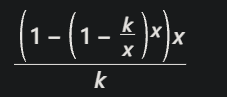 (1 − (1 − k/x)^x)x
k